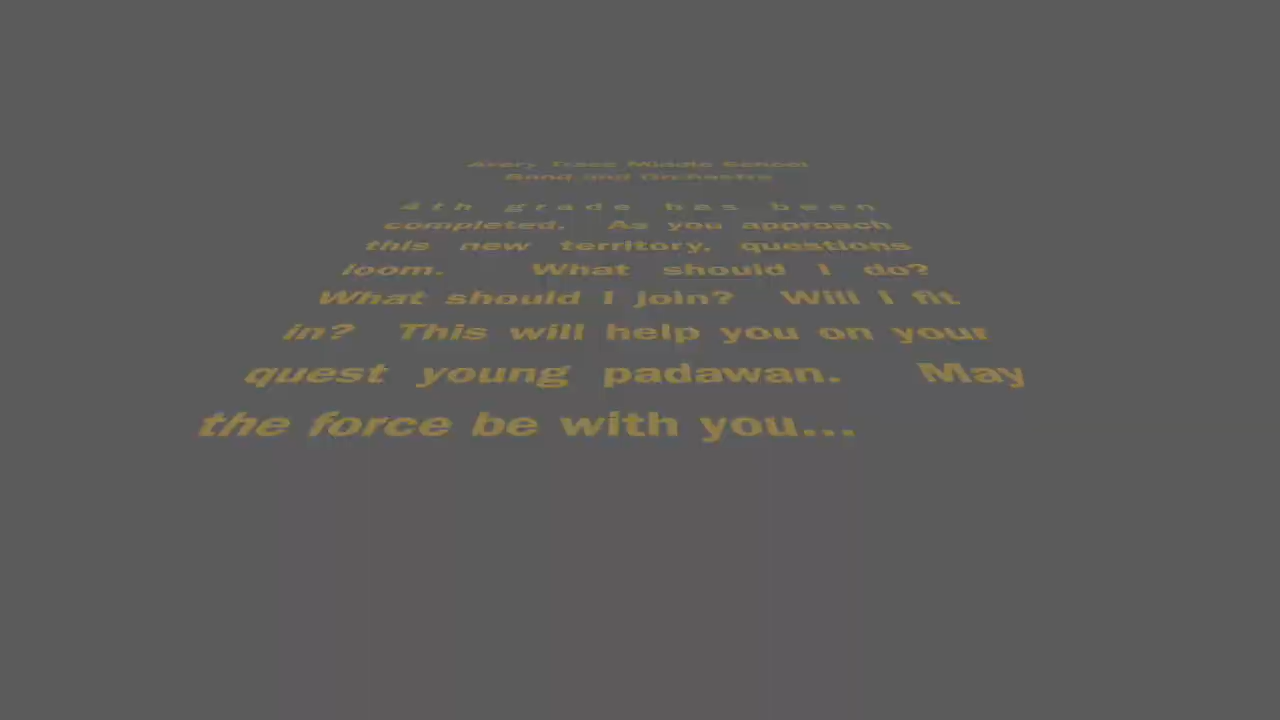 Avery Trace Middle School
Band and Orchestra
4th grade has been
completed. As you approach
this new territory, questions
loom. What should I do?
What should I join? Will I fit
in? This will help you on your
quest young padawan. May
the force be with you...